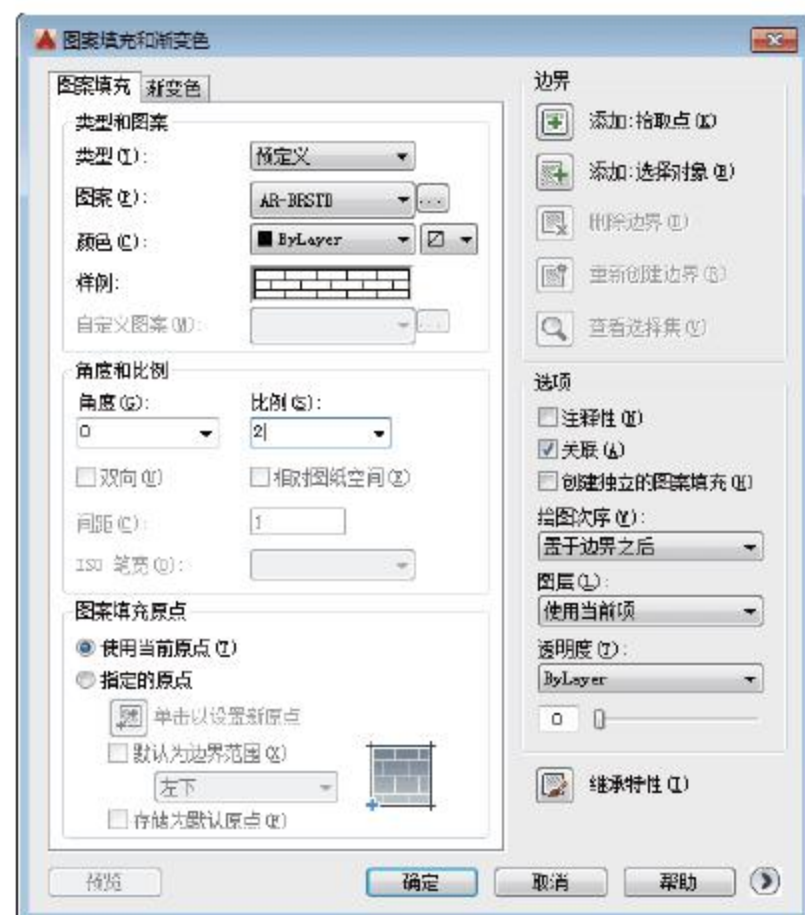 图案填充和渐变色
图案填充 渐变色
类型和图案
类型(Y):
预定义
图案(P):
AR-BRSTD
颜色(C):
ByLayer
样例:
自定义图案(M):
角度和比例
角度(G):
比例(S):
0
2
双向(U)
相对图纸空间(E)
间距(C):
1
ISO 笔宽(O):
图案填充原点
使用当前原点(T)
指定的原点
单击以设置新原点
默认为边界范围(X)
左下
存储为默认原点(F)
预览
边界
添加:拾取点(K)
添加:选择对象(B)
删除边界(D)
重新创建边界(R)
查看选择集(V)
选项
注释性(N)
关联(A)
创建独立的图案填充(H)
绘图次序(W):
置于边界之后
图层(L):
使用当前项
透明度(T):
ByLayer
0
继承特性(I)
确定
取消
帮助